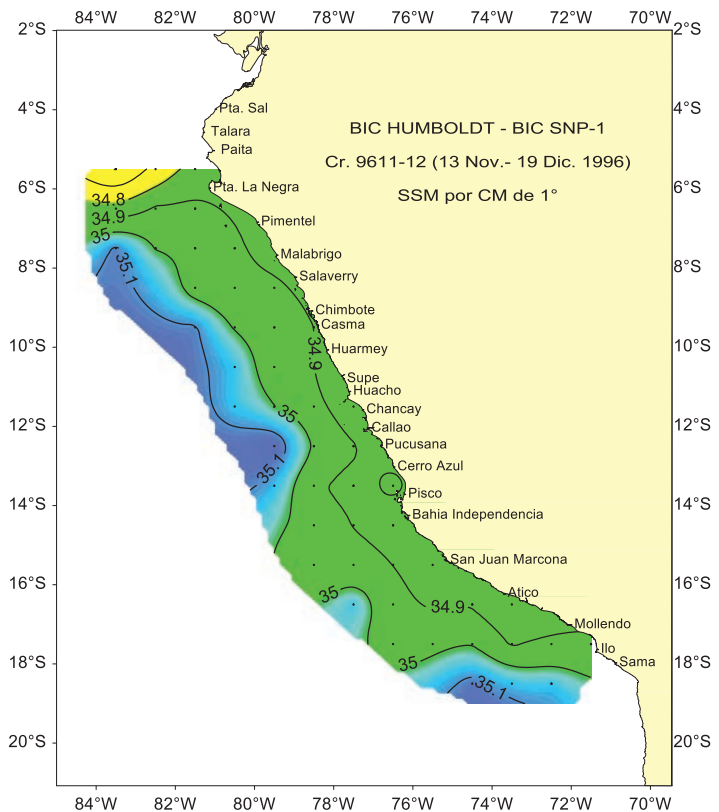 84°W 82°W 80°W 78°W 76°W 74°W 72°W 70°W
2°S 2°S
4°S 4°S
6°S 6°S
8°S 8°S
10°S 10°S
12°S 12°S
14°S 14°S
16°S 16°S
18°S 18°S
20°S 20°S
BIC HUMBOLDT - BIC SNP-1
Cr. 9611-12 (13 Nov.- 19 Dic. 1996)
SSM por CM de 1°
Pta. Sal
Talara
Paita
Pta. La Negra
Pimentel
Malabrigo
Salaverry
Chimbote
Casma
Huarmey
Supe
Huacho
Chancay
Callao
Pucusana
Cerro Azul
Pisco
Bahia Independencia
San Juan Marcona
Atico
Mollendo
Ilo
Sama
34.8
34.9
35
35.1
34.9
35
35.1
35
34.9
35
35.1
84°W 82°W 80°W 78°W 76°W 74°W 72°W 70°W